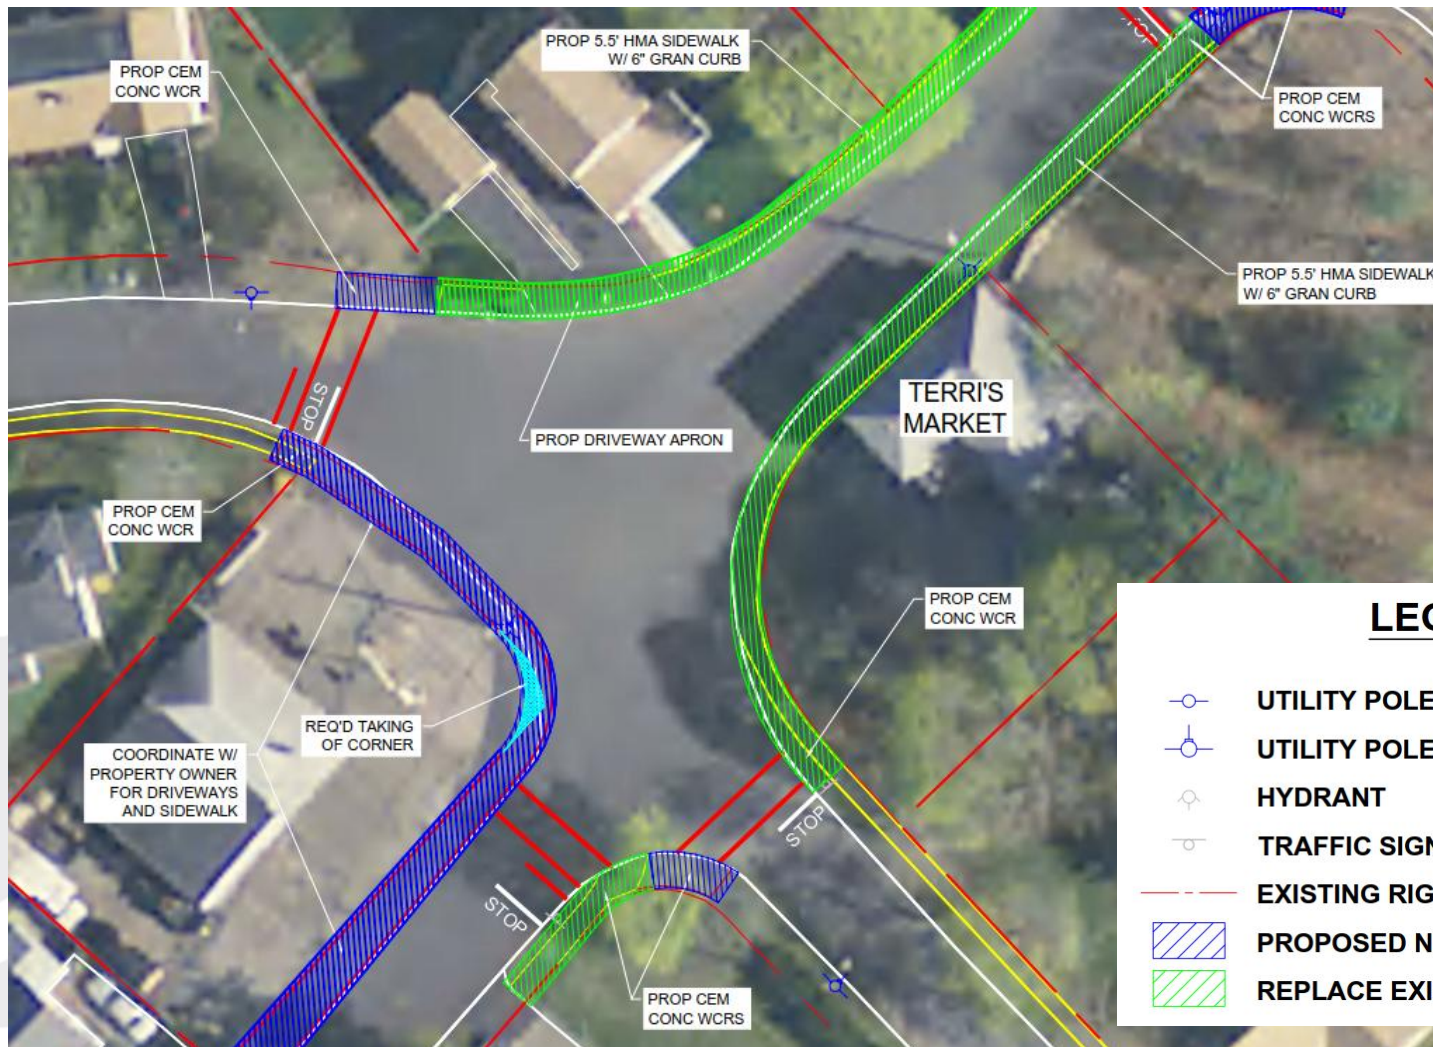 PROP 5.5' HMA SIDEWALK
W/ 6" GRAN CURB
PROP CEM
CONC WCR
PROP CEM
CONC WCRS
PROP 5.5' HMA SIDEWALK
W/ 6" GRAN CURB
STOP
TERRI'S
MARKET
PROP DRIVEWAY APRON
PROP CEM
CONC WCR
PROP CEM
CONC WCR
REQ'D TAKING
OF CORNER
COORDINATE W/
PROPERTY OWNER
FOR DRIVEWAYS
AND SIDEWALK
STOP
STOP
PROP CEM
CONC WCRS
UTILITY POLE
UTILITY POLE
HYDRANT
TRAFFIC
EXISTING
PROPOSED
REPLACE